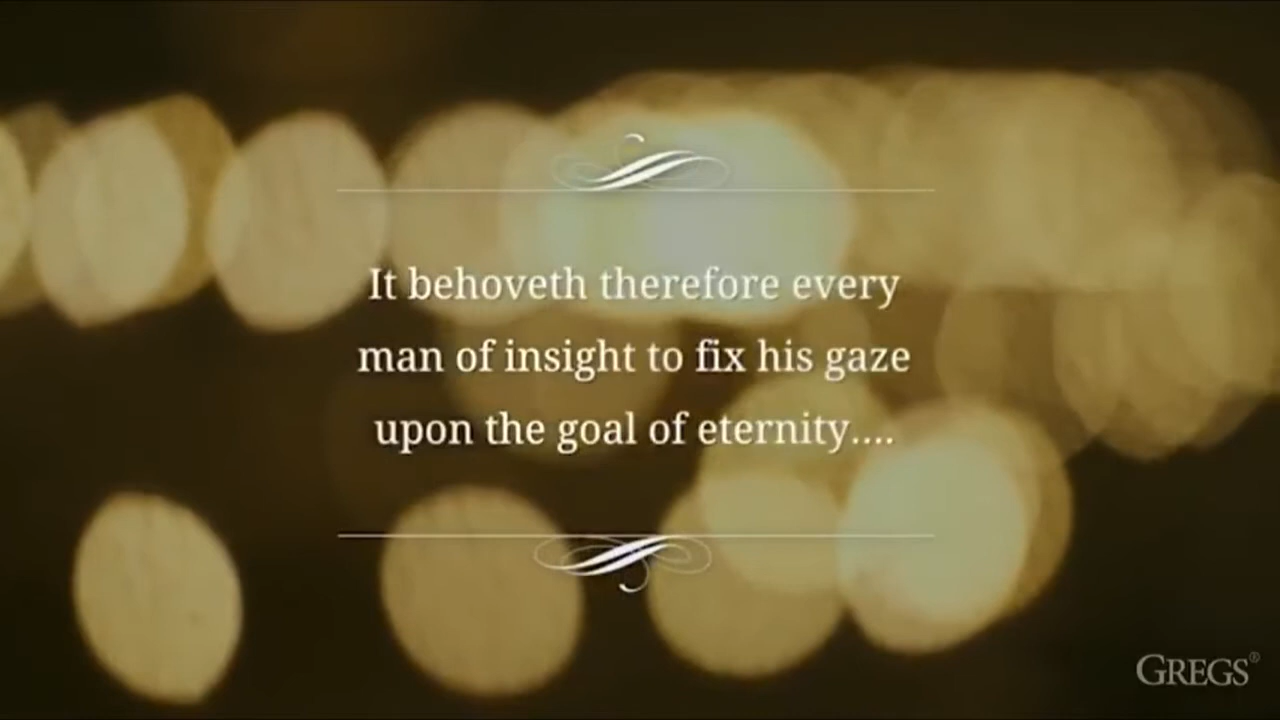 It behoveth therefore every
man of insight to fix his gaze
upon the goal of eternity....
GREGS®